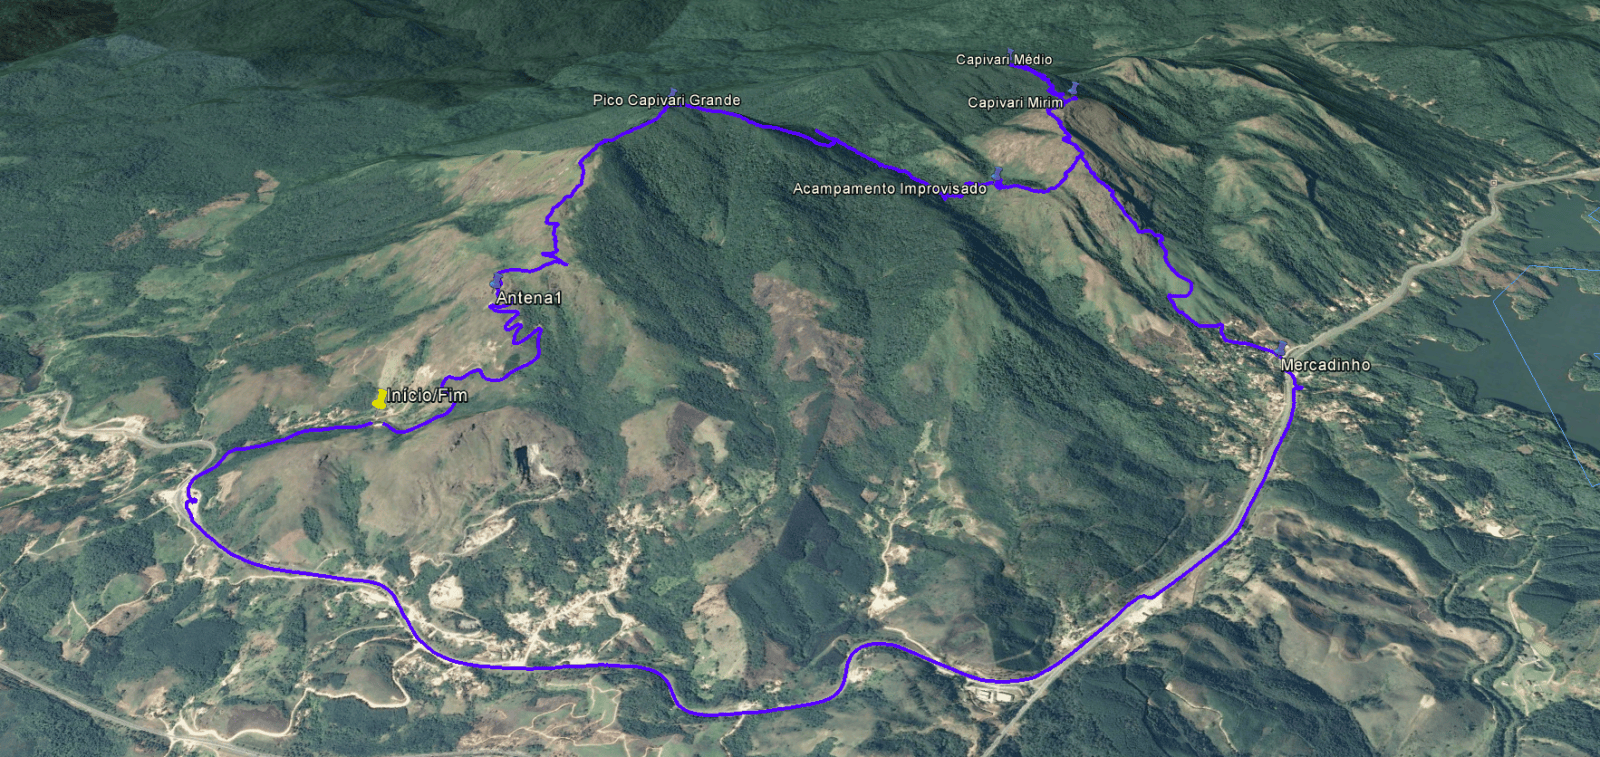 Capivari Médio
Pico Capivari Grande
Capivari Mirim
Acampamento Improvisado
Antena1
Mercadinho
Início/Fim